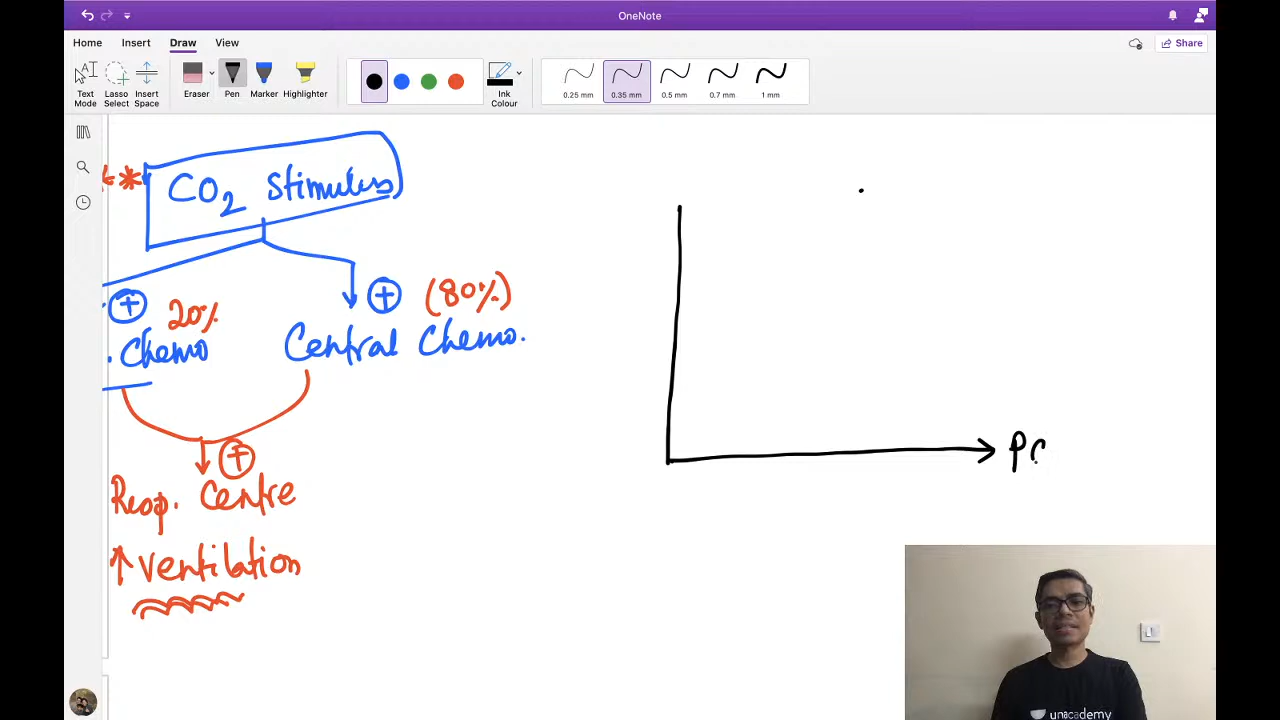 OneNote
Home Insert Draw View
Share
Text Mode
Lasso Select
Insert Space
Eraser
Pen
Marker
Highlighter
Ink Colour
0.25 mm
0.35 mm
0.5 mm
0.7 mm
1 mm
* CO2 Stimulus
+ 20%
+ (80%)
. Chemo
Central Chemo.
+
Resp. Centre
↑ Ventilation
PC
unacademy